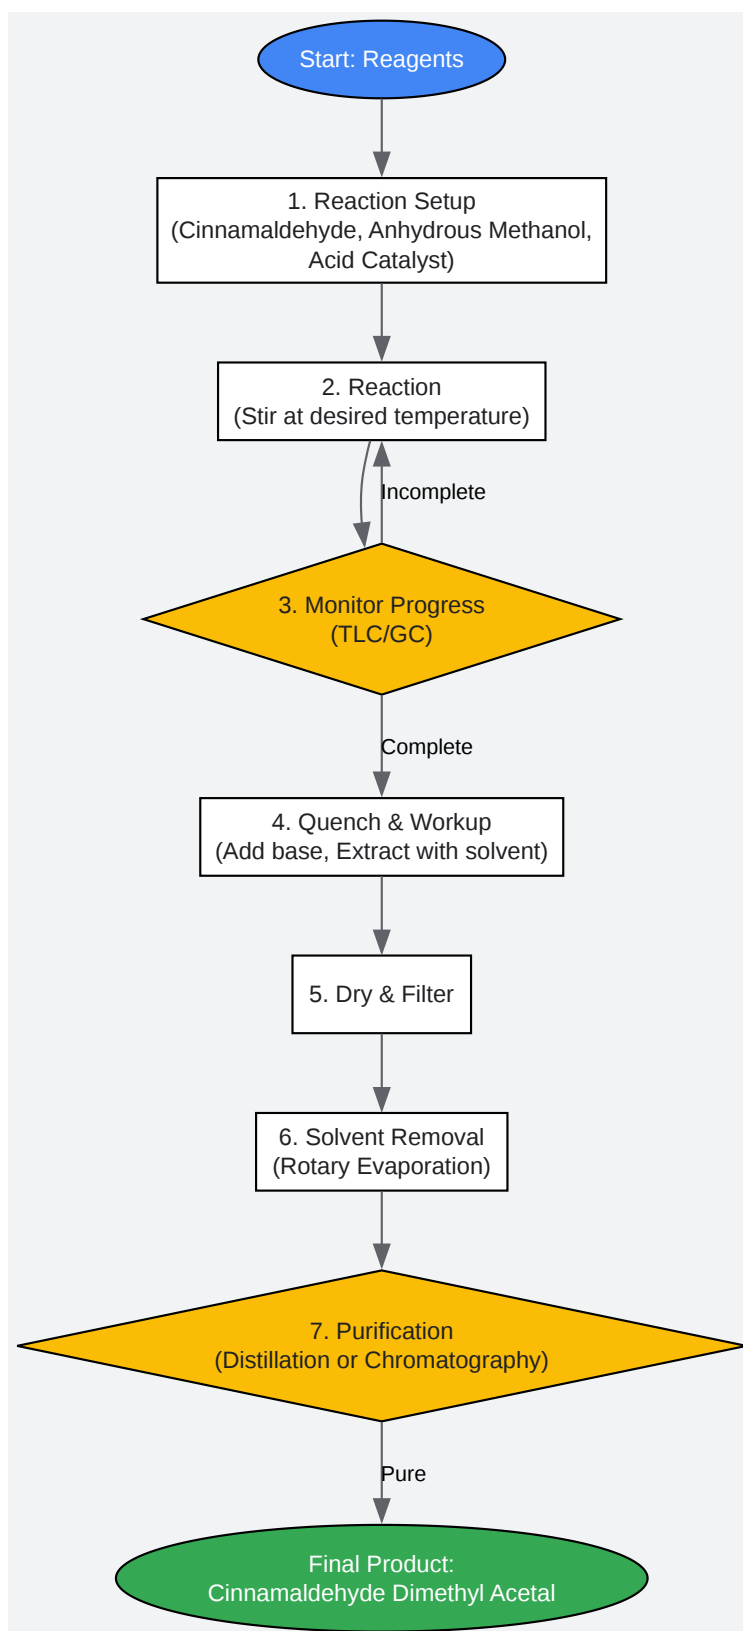 Start: Reagents
1. Reaction Setup
(Cinnamaldehyde, Anhydrous Methanol,
Acid Catalyst)
2. Reaction
(Stir at desired temperature)
Incomplete
3. Monitor Progress
(TLC/GC)
Complete
4. Quench & Workup
(Add base, Extract with solvent)
5. Dry & Filter
6. Solvent Removal
(Rotary Evaporation)
7. Purification
(Distillation or Chromatography)
Pure
Final Product:
Cinnamaldehyde Dimethyl Acetal